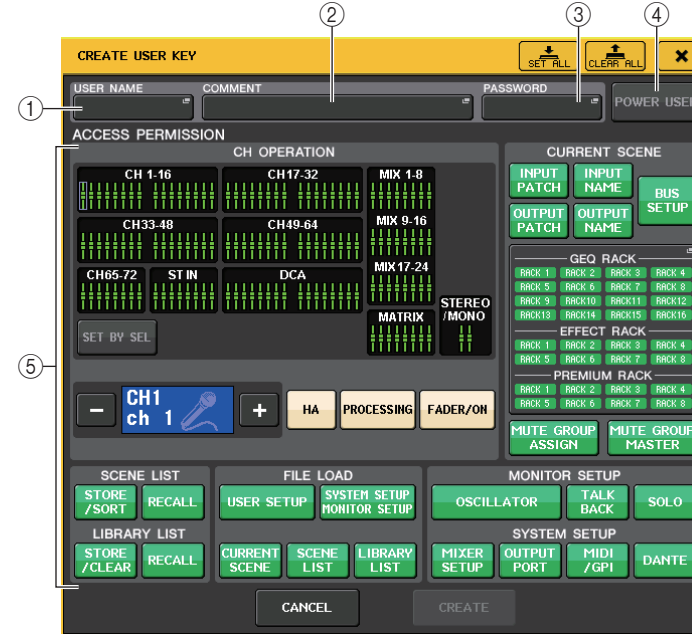 ② ③ ④
CREATE USER KEY SET ALL CLEAR ALL ×
① USER NAME COMMENT PASSWORD POWER USER
ACCESS PERMISSION
CH OPERATION
CH 1-16 CH17-32 MIX 1-8
CH33-48 CH49-64 MIX 9-16
CH65-72 ST IN DCA MIX17-24
STEREO /MONO
MATRIX
SET BY SEL
⑤
− CH1 + HA PROCESSING FADER/ON
ch 1
CURRENT SCENE
INPUT PATCH INPUT NAME BUS SETUP
OUTPUT PATCH OUTPUT NAME
GEQ RACK
RACK 1 RACK 2 RACK 3 RACK 4
RACK 5 RACK 6 RACK 7 RACK 8
RACK 9 RACK10 RACK11 RACK12
RACK13 RACK14 RACK15 RACK16
EFFECT RACK
RACK 1 RACK 2 RACK 3 RACK 4
RACK 5 RACK 6 RACK 7 RACK 8
PREMIUM RACK
RACK 1 RACK 2 RACK 3 RACK 4
RACK 5 RACK 6 RACK 7 RACK 8
MUTE GROUP ASSIGN MUTE GROUP MASTER
SCENE LIST
STORE /SORT RECALL
LIBRARY LIST
STORE /CLEAR RECALL
FILE LOAD
USER SETUP SYSTEM SETUP MONITOR SETUP
CURRENT SCENE SCENE LIST LIBRARY LIST
MONITOR SETUP
OSCILLATOR TALK BACK SOLO
SYSTEM SETUP
MIXER SETUP OUTPUT PORT MIDI /GPI DANTE
CANCEL CREATE